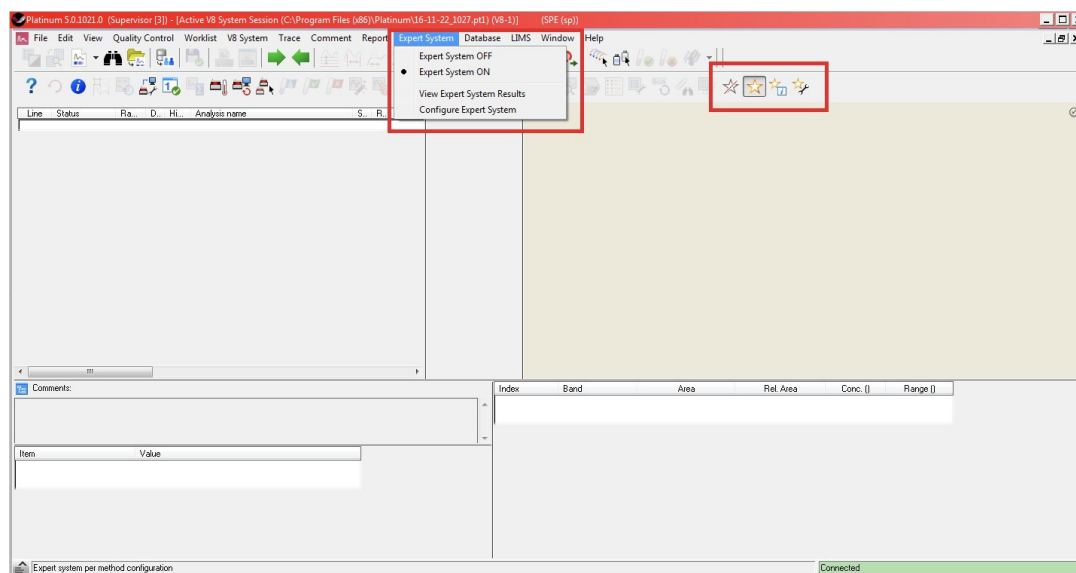 Platinum 5.0.1021.0 (Supervisor [3]) - [Active V8 System Session (C:\Program Files (x86)\Platinum\16-11-22_1027.pt1) (V8-1)] (SPE (sp))
File Edit View Quality Control Worklist V8 System Trace Comment Report Expert System Database LIMS Window Help
Expert System OFF
Expert System ON
View Expert System Results
Configure Expert System
Line Status Ra... D.. Hi... Analysis name S.. R..
Comments:
Index Band Area Rel. Area Conc. () Range ()
Item Value
Expert system per method configuration Connected